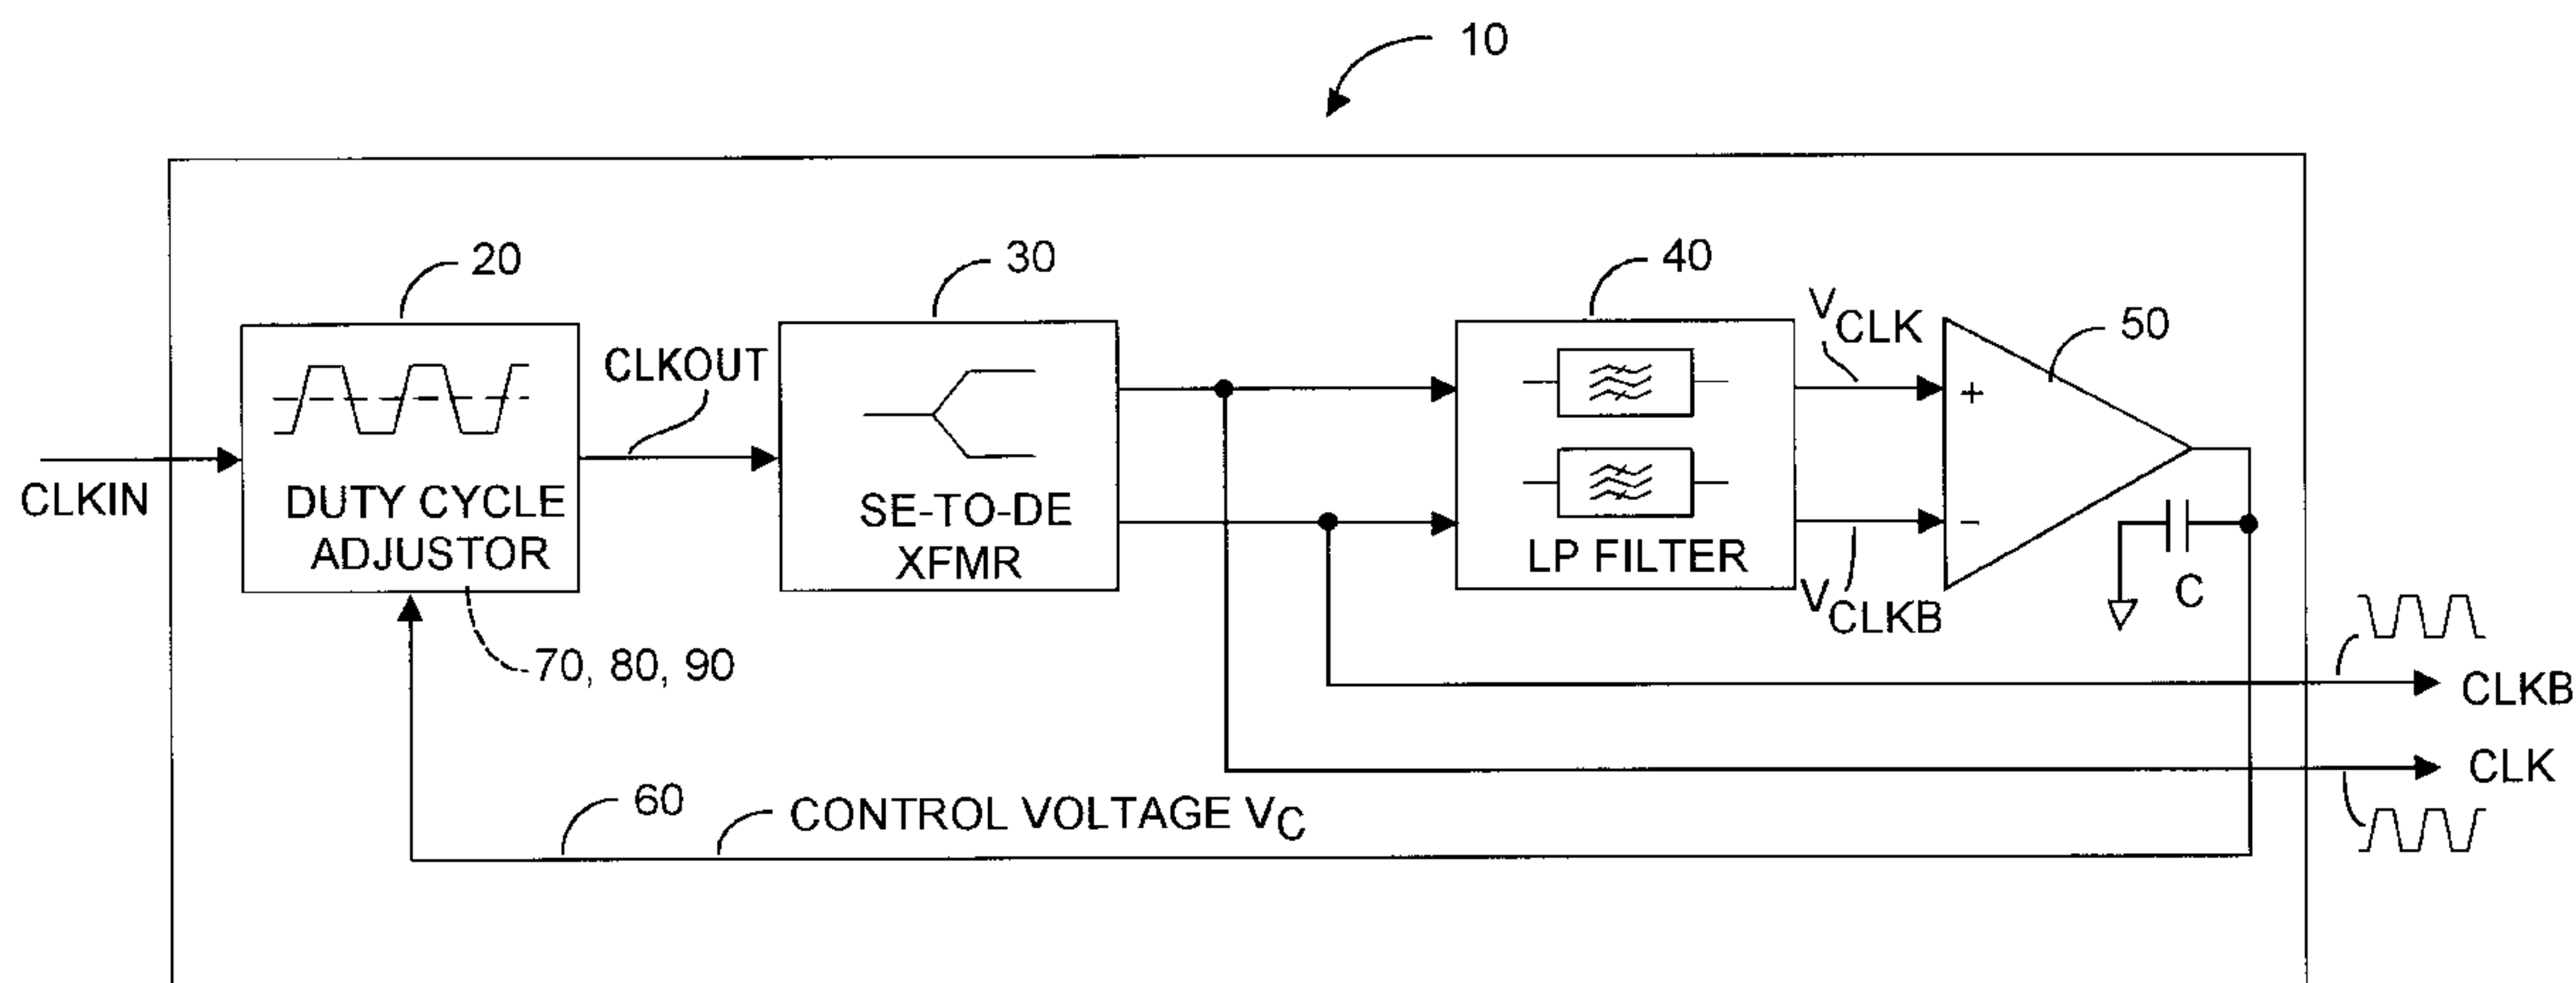 10
20
30
40
50
CLKIN
DUTY CYCLE
ADJUSTOR
CLKOUT
SE-TO-DE
XFMR
LP FILTER
VCLK
VCLKB
+
−
C
70, 80, 90
CLKB
CLK
60
CONTROL VOLTAGE VC